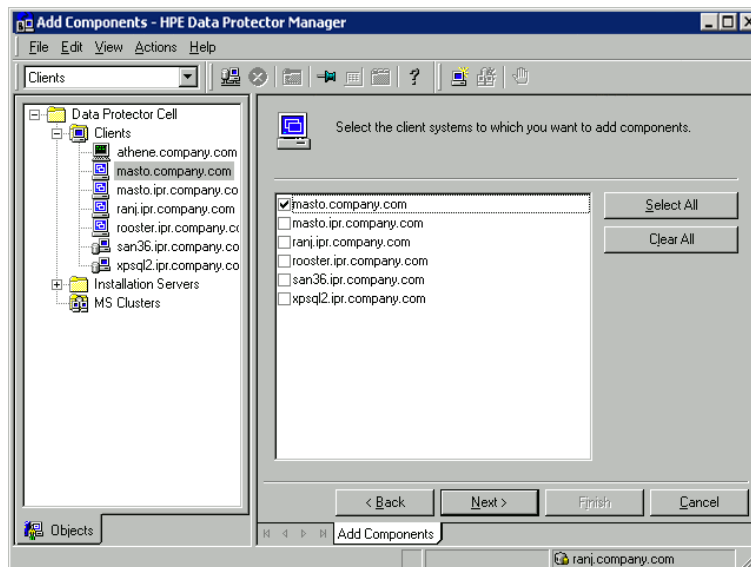 Add Components - HPE Data Protector Manager
File Edit View Actions Help
Clients
Data Protector Cell
Clients
athene.company.com
masto.company.com
masto.ipr.company.co
ranj.ipr.company.com
rooster.ipr.company.cc
san36.ipr.company.co
xpsql2.ipr.company.co
Installation Servers
MS Clusters
Objects
Select the client systems to which you want to add components.
masto.company.com
masto.ipr.company.com
ranj.ipr.company.com
rooster.ipr.company.com
san36.ipr.company.com
xpsql2.ipr.company.com
Select All
Clear All
< Back Next > Finish Cancel
Add Components
ranj.company.com